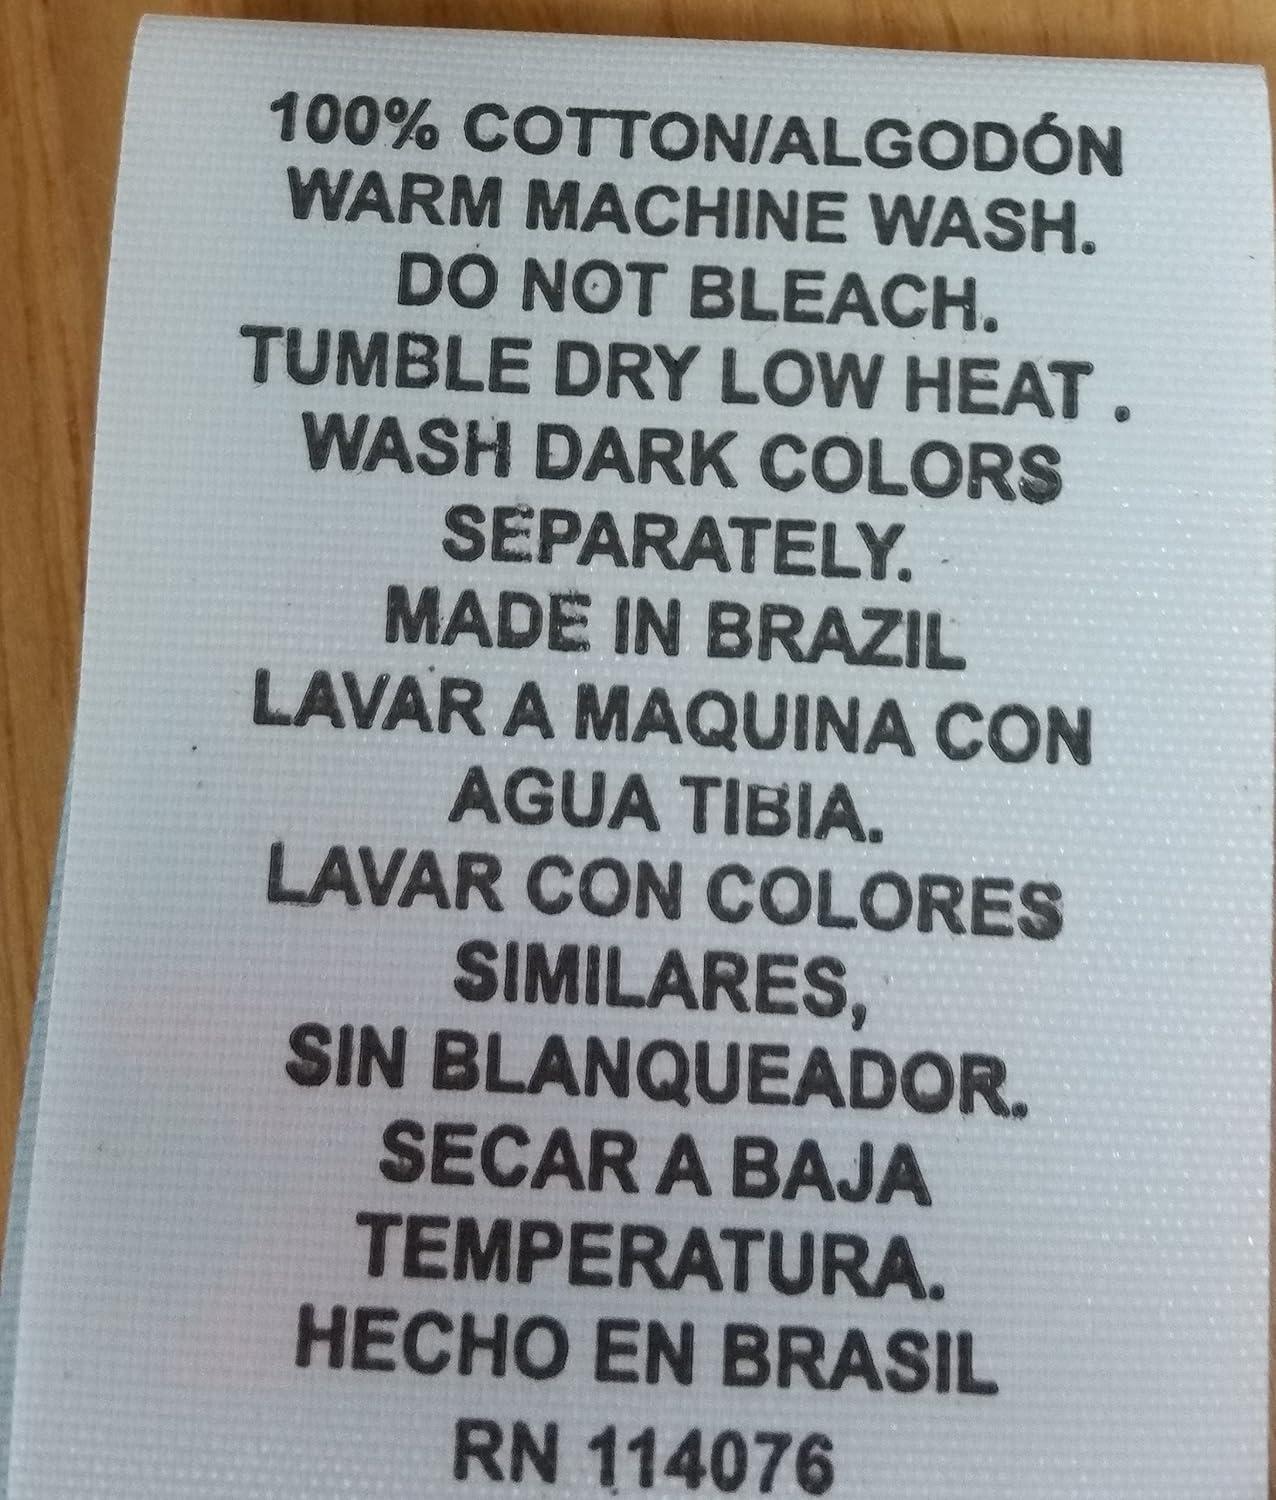 100% COTTON/ALGODÓN
WARM MACHINE WASH.
DO NOT BLEACH.
TUMBLE DRY LOW HEAT .
WASH DARK COLORS
SEPARATELY.
MADE IN BRAZIL
LAVAR A MAQUINA CON
AGUA TIBIA.
LAVAR CON COLORES
SIMILARES,
SIN BLANQUEADOR.
SECAR A BAJA
TEMPERATURA.
HECHO EN BRASIL
RN 114076